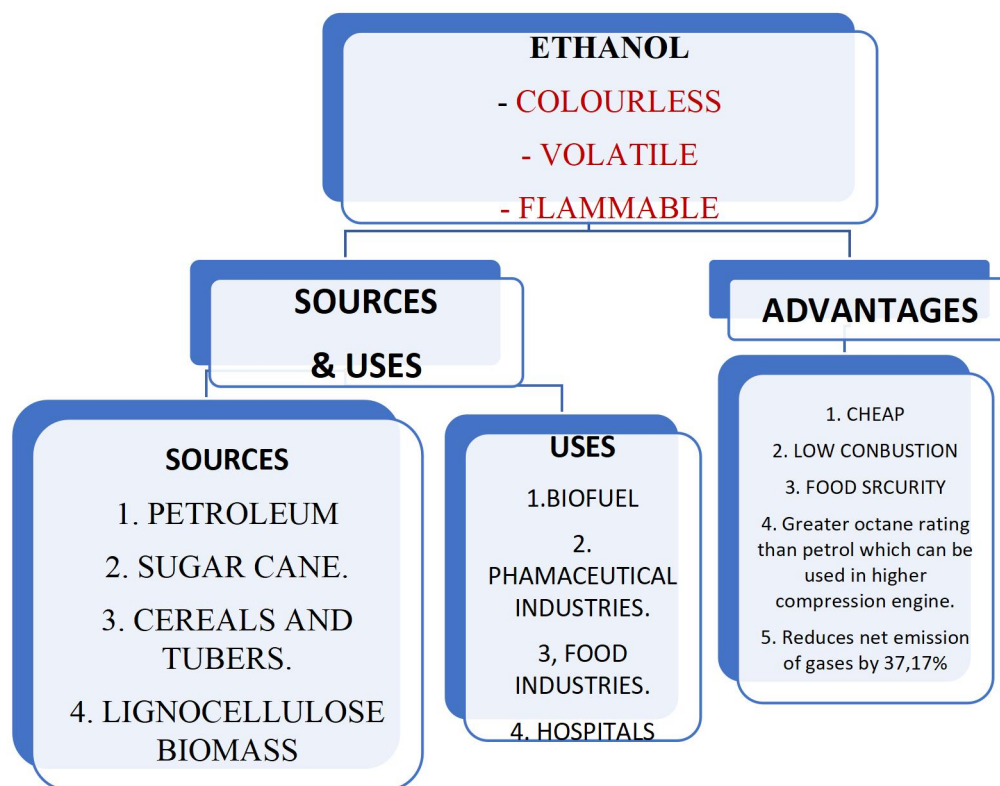 ETHANOL
- COLOURLESS
- VOLATILE
- FLAMMABLE
SOURCES
& USES
ADVANTAGES
SOURCES
1. PETROLEUM
2. SUGAR CANE.
3. CEREALS AND
TUBERS.
4. LIGNOCELLULOSE
BIOMASS
USES
1.BIOFUEL
2.
PHAMACEUTICAL
INDUSTRIES.
3, FOOD
INDUSTRIES.
4. HOSPITALS
1. CHEAP
2. LOW CONBUSTION
3. FOOD SRCURITY
4. Greater octane rating
than petrol which can be
used in higher
compression engine.
5. Reduces net emission
of gases by 37,17%